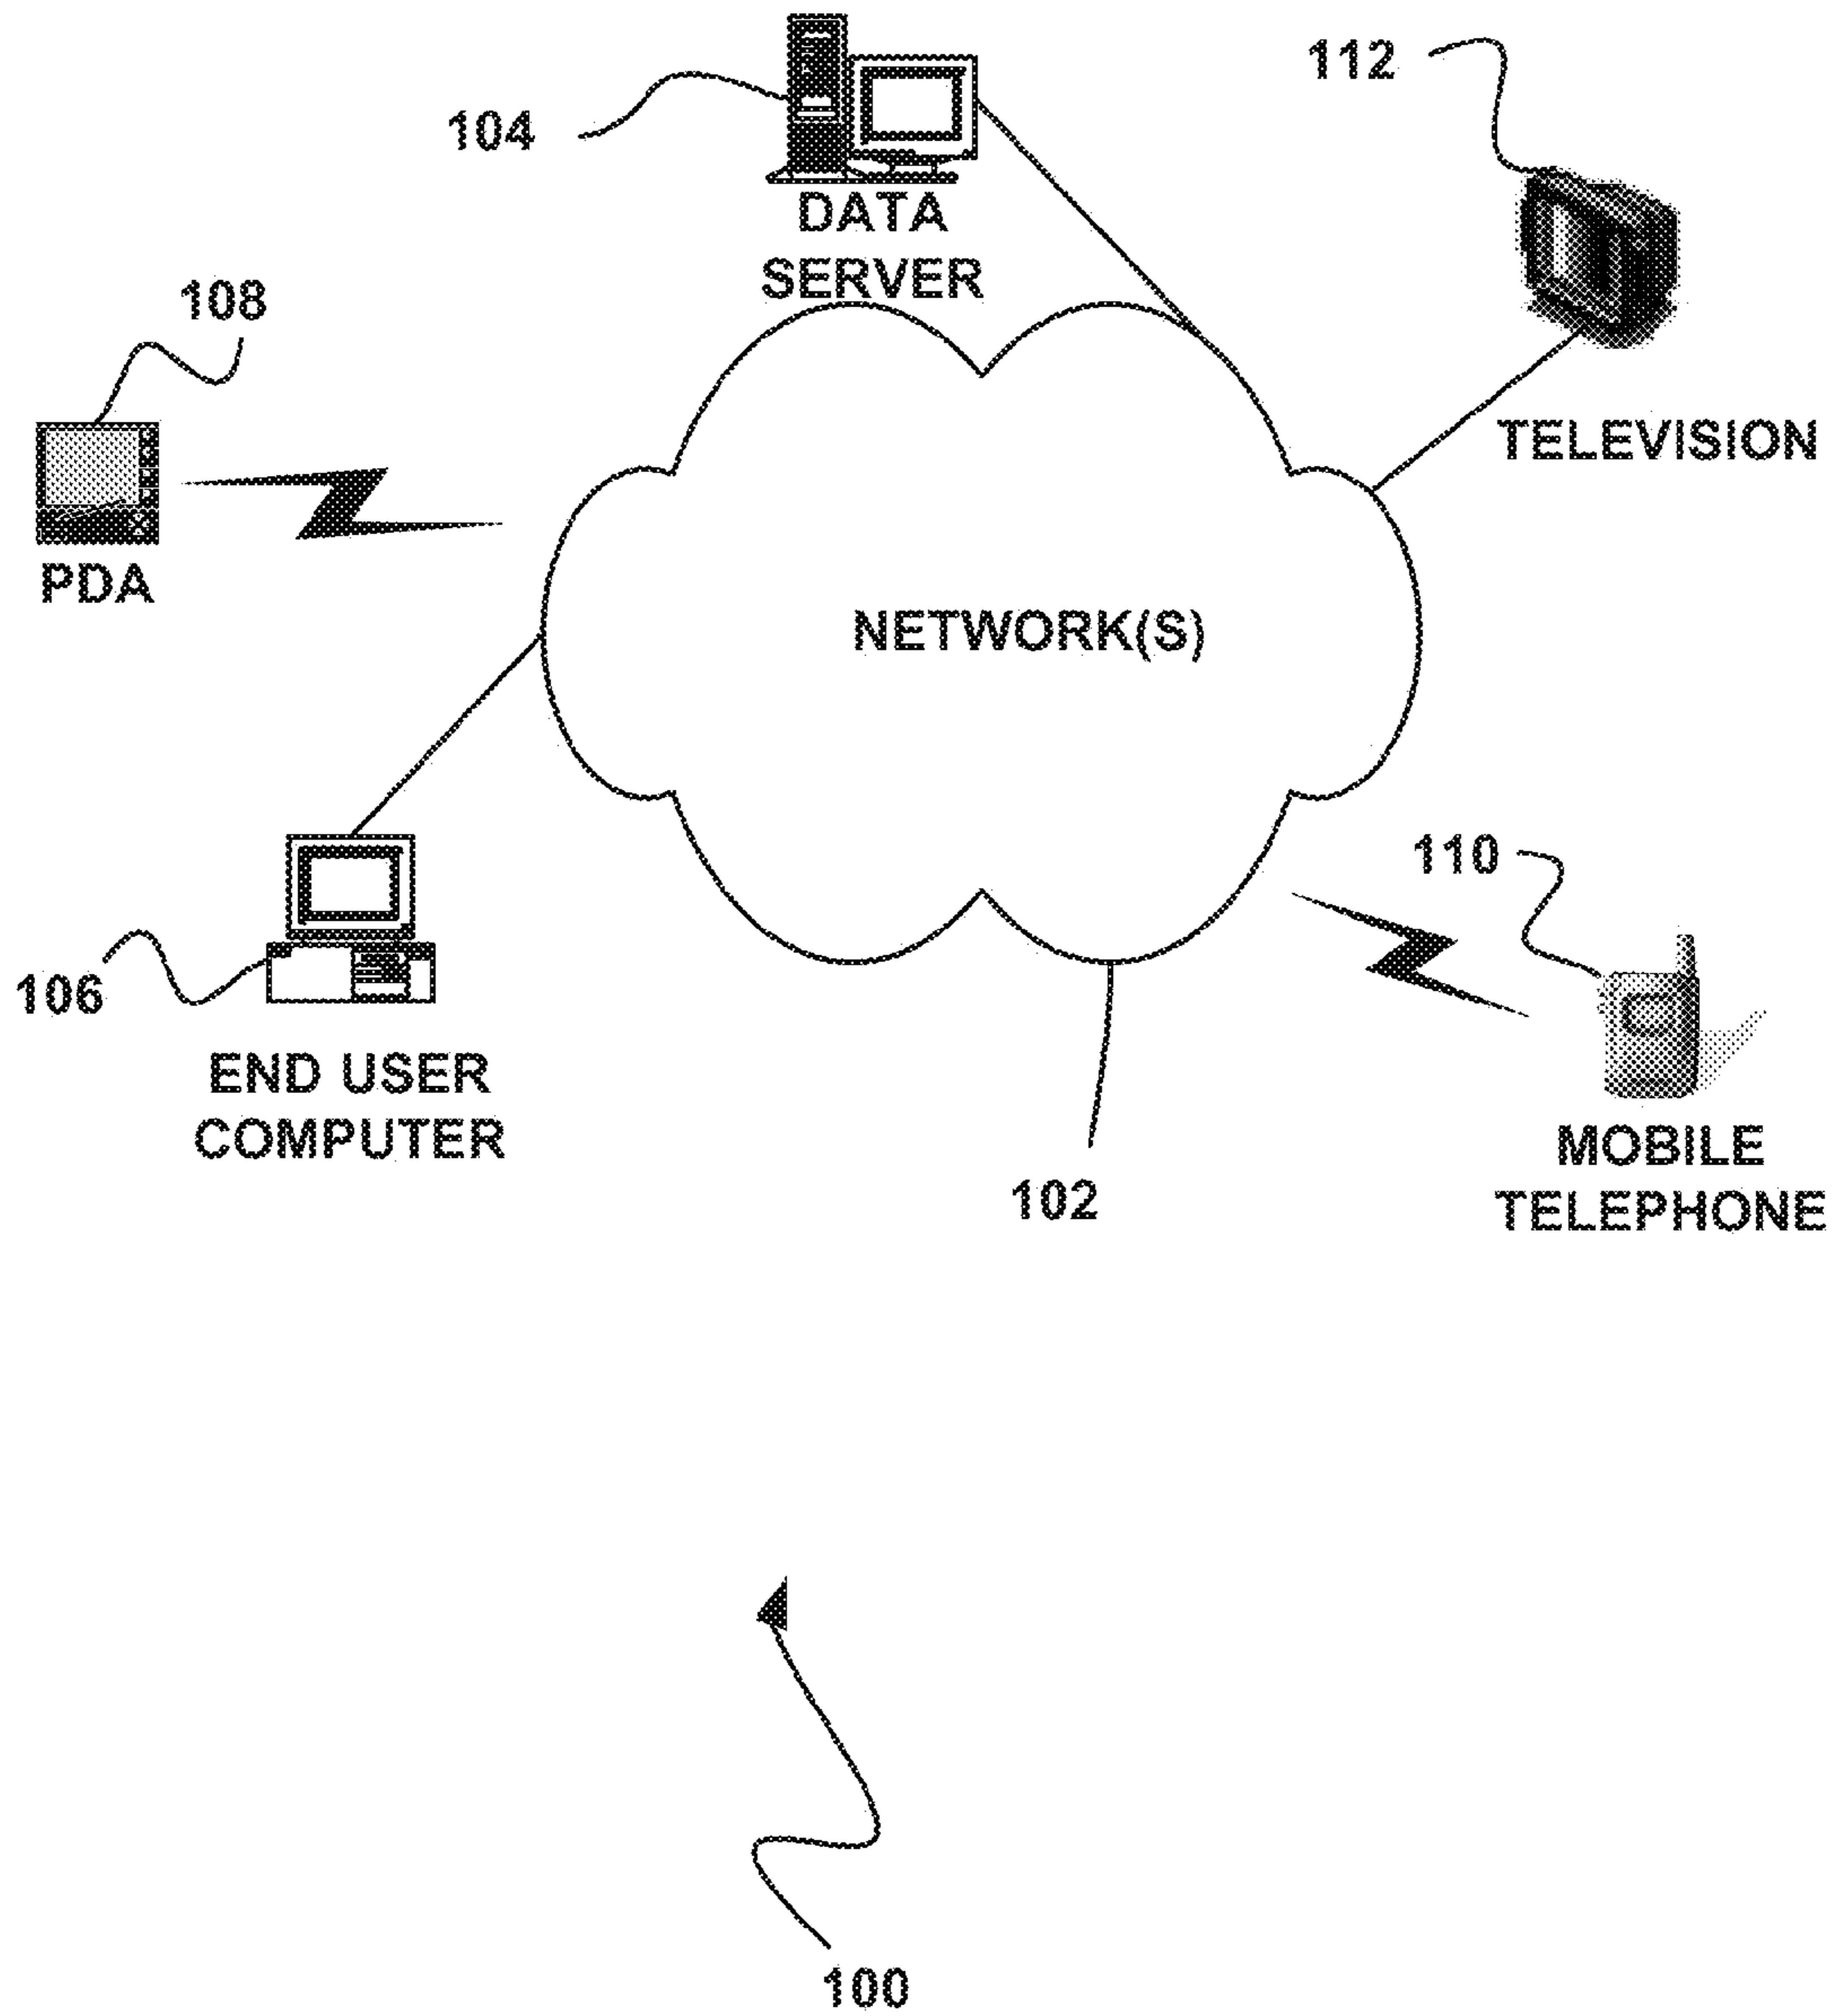 112
104
DATA
SERVER
108
TELEVISION
PDA
NETWORK(S)
110
106
END USER
COMPUTER
102
MOBILE
TELEPHONE
100